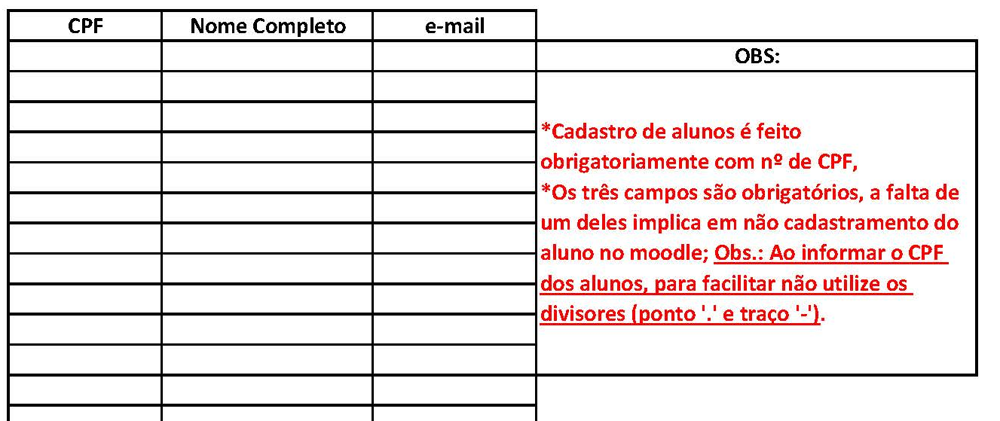 CPF Nome Completo e-mail
OBS:
*Cadastro de alunos é feito
obrigatoriamente com nº de CPF,
*Os três campos são obrigatórios, a falta de
um deles implica em não cadastramento do
aluno no moodle; Obs.: Ao informar o CPF
dos alunos, para facilitar não utilize os
divisores (ponto '.' e traço '-').